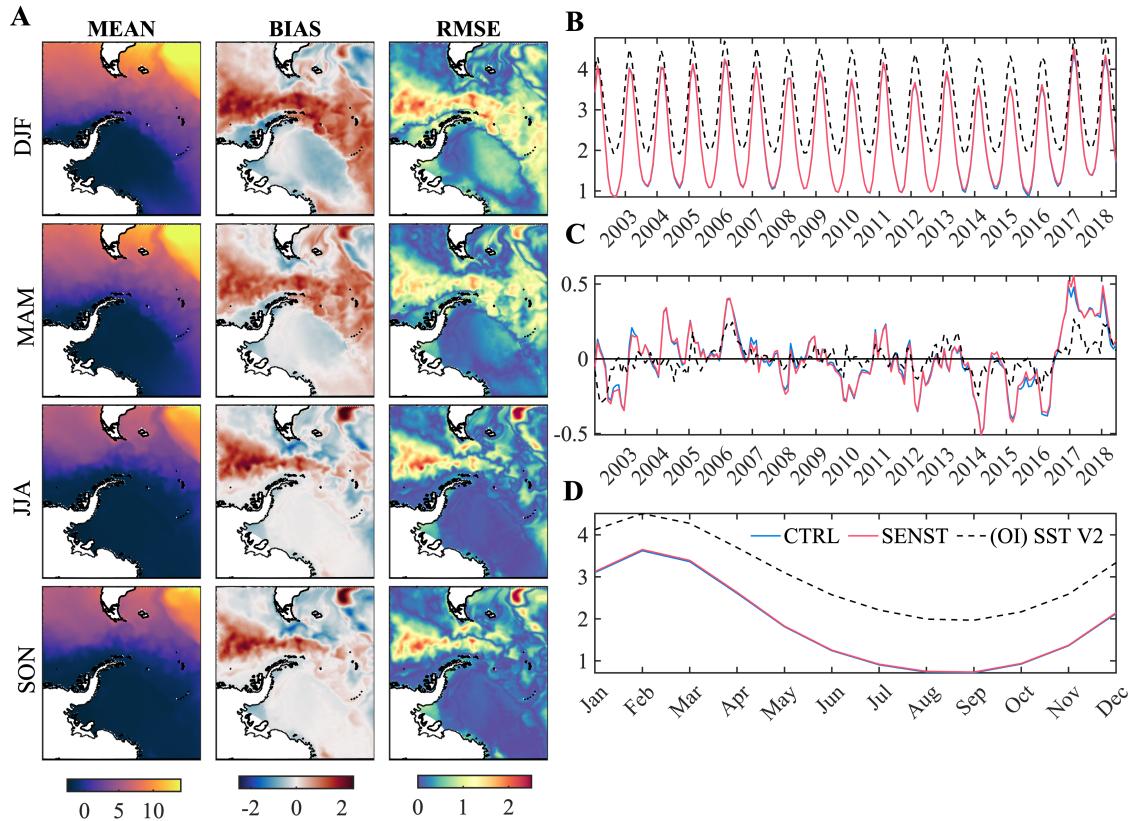 A
MEAN BIAS RMSE
DJF
MAM
JJA
SON
0 5 10
-2 0 2
0 1 2
B
4
3
2
1
2003 2004 2005 2006 2007 2008 2009 2010 2011 2012 2013 2014 2015 2016 2017 2018
C
0.5
0
-0.5
2003 2004 2005 2006 2007 2008 2009 2010 2011 2012 2013 2014 2015 2016 2017 2018
D
CTRL SENST (OI) SST V2
4
3
2
1
Jan Feb Mar Apr May Jun Jul Aug Sep Oct Nov Dec